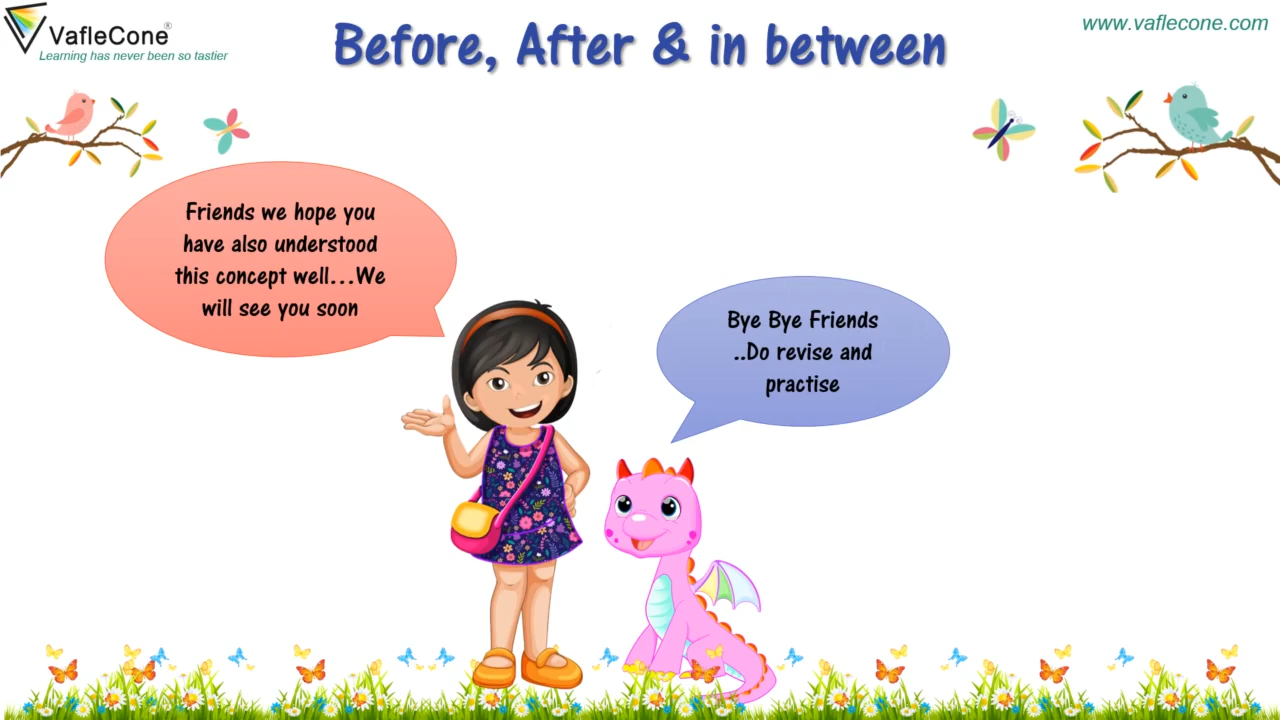 VafleCone®
Learning has never been so tastier
Before, After & in between
www.vaflecone.com
Friends we hope you
have also understood
this concept well...We
will see you soon
Bye Bye Friends
..Do revise and
practise